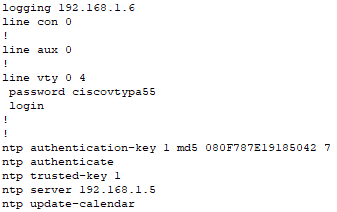 logging 192.168.1.6
line con 0
!
line aux 0
!
line vty 0 4
 password ciscovtypa55
 login
!
!
ntp authentication-key 1 md5 080F787E19185042 7
ntp authenticate
ntp trusted-key 1
ntp server 192.168.1.5
ntp update-calendar